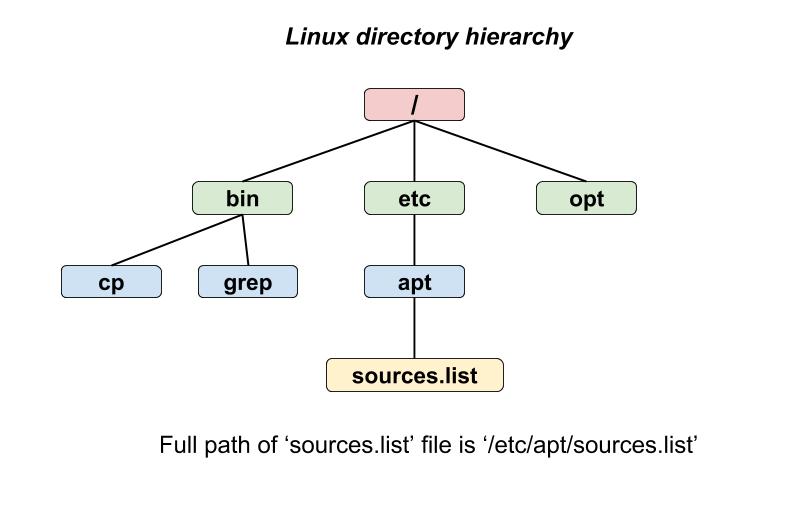 Linux directory hierarchy
/
bin
etc
opt
cp
grep
apt
sources.list
Full path of ‘sources.list’ file is ‘/etc/apt/sources.list’